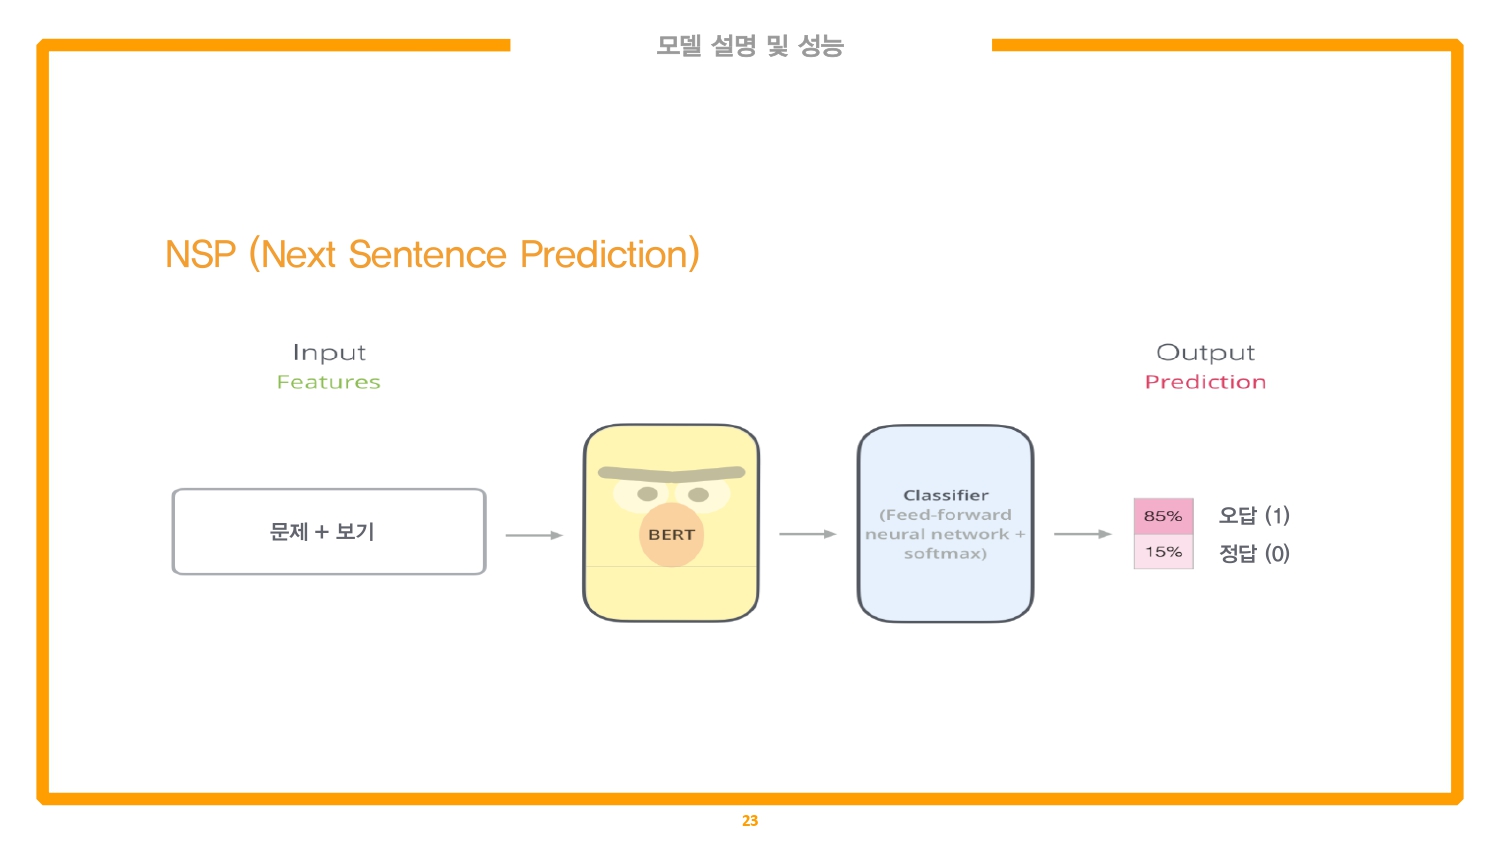 모델 설명 및 성능
NSP (Next Sentence Prediction)
Input
Features
Output
Prediction
문제 + 보기
BERT
Classifier
(Feed-forward
neural network +
softmax)
85%
오답 (1)
15%
정답 (0)
23